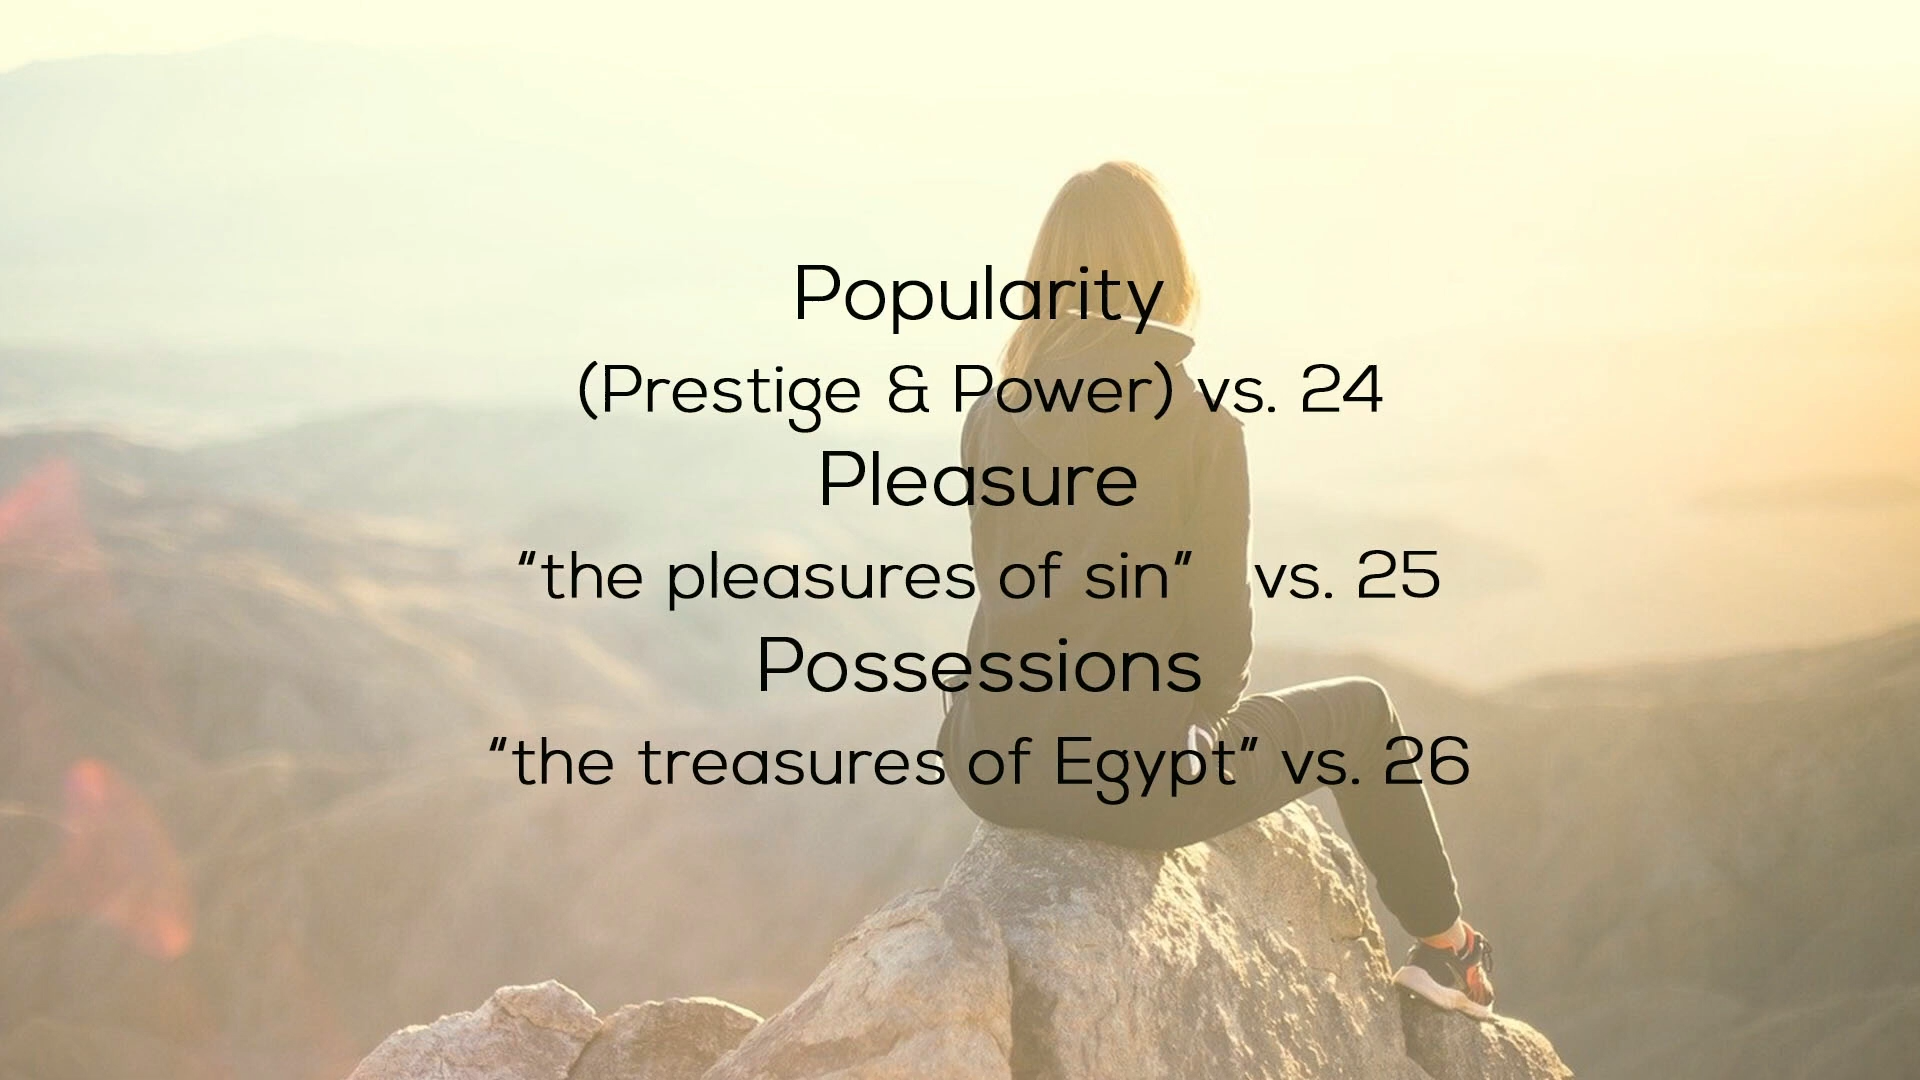 Popularity
(Prestige & Power) vs. 24
Pleasure
“the pleasures of sin”   vs. 25
Possessions
“the treasures of Egypt” vs. 26